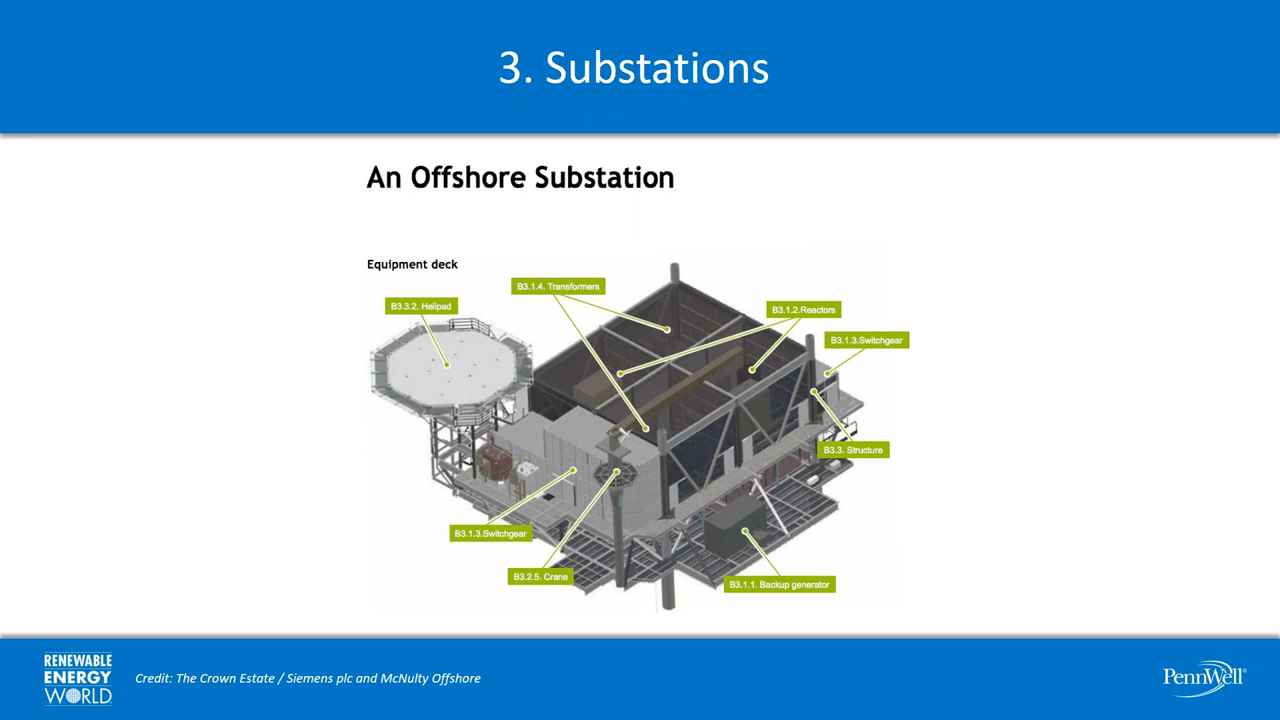 3. Substations
An Offshore Substation
Equipment deck
B3.1.4. Transformers
B3.3.2. Helipad
B3.1.2.Reactors
B3.1.3.Switchgear
B3.3. Structure
B3.1.3.Switchgear
B3.2.5. Crane
B3.1.1. Backup generator
RENEWABLE
ENERGY
WORLD
Credit: The Crown Estate / Siemens plc and McNulty Offshore
PennWell®